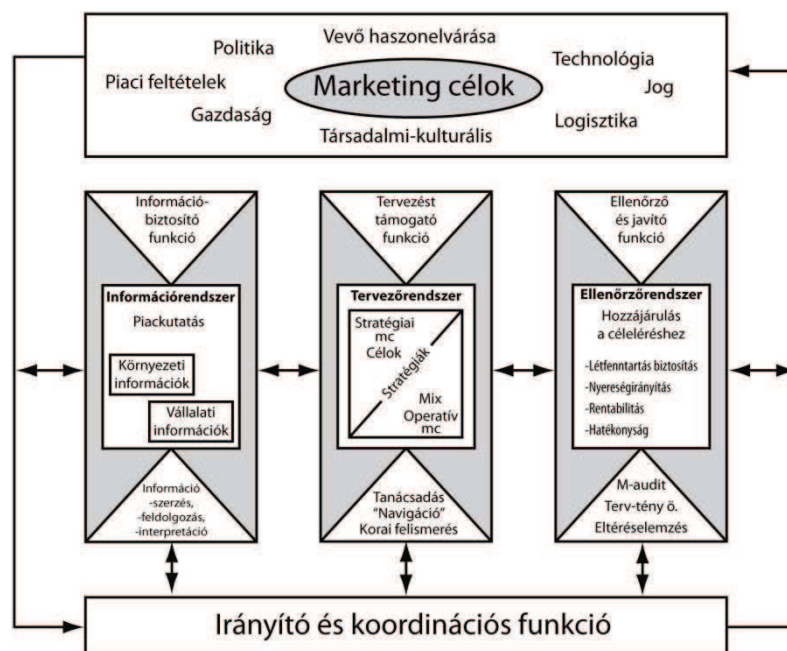 Vevő haszonelvárása
Politika
Technológia
Piaci feltételek
Marketing célok
Jog
Gazdaság
Logisztika
Társadalmi-kulturális
Információ-
biztosító
funkció
Információrendszer
Piackutatás
Környezeti
információk
Vállalati
információk
Információ
-szerzés,
-feldolgozás,
-interpretáció
Tervezést
támogató
funkció
Tervezőrendszer
Stratégiai
mc
Célok
Stratégiák
Mix
Operatív
mc
Tanácsadás
"Navigáció"
Korai felismerés
Ellenőrző
és javító
funkció
Ellenőrzőrendszer
Hozzájárulás
a céleléréshez
-Létfenntartás biztosítás
-Nyereségirányítás
-Rentabilitás
-Hatékonyság
M-audit
Terv-tény ö.
Eltéréselemzés
Irányító és koordinációs funkció